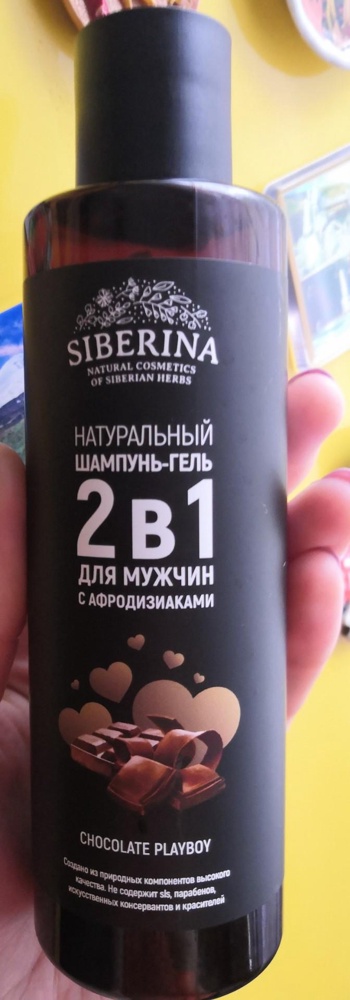 SIBERINA
NATURAL COSMETICS
OF SIBERIAN HERBS
НАТУРАЛЬНЫЙ
ШАМПУНЬ-ГЕЛЬ
2 в 1
ДЛЯ МУЖЧИН
С АФРОДИЗИАКАМИ
CHOCOLATE PLAYBOY
Создано из природных компонентов высокого
качества. Не содержит sls, парабенов,
искусственных консервантов и красителей